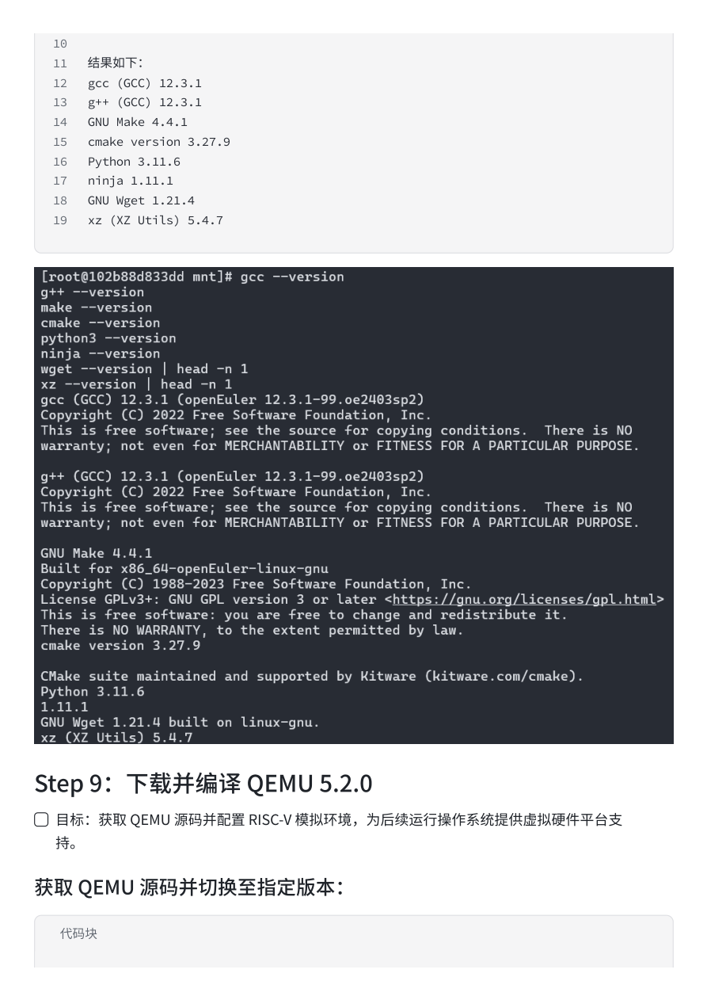 10
11 结果如下：
12 gcc (GCC) 12.3.1
13 g++ (GCC) 12.3.1
14 GNU Make 4.4.1
15 cmake version 3.27.9
16 Python 3.11.6
17 ninja 1.11.1
18 GNU Wget 1.21.4
19 xz (XZ Utils) 5.4.7
[root@102b88d833dd mnt]# gcc --version
g++ --version
make --version
cmake --version
python3 --version
ninja --version
wget --version | head -n 1
xz --version | head -n 1
gcc (GCC) 12.3.1 (openEuler 12.3.1-99.oe2403sp2)
Copyright (C) 2022 Free Software Foundation, Inc.
This is free software; see the source for copying conditions.  There is NO
warranty; not even for MERCHANTABILITY or FITNESS FOR A PARTICULAR PURPOSE.
g++ (GCC) 12.3.1 (openEuler 12.3.1-99.oe2403sp2)
Copyright (C) 2022 Free Software Foundation, Inc.
This is free software; see the source for copying conditions.  There is NO
warranty; not even for MERCHANTABILITY or FITNESS FOR A PARTICULAR PURPOSE.
GNU Make 4.4.1
Built for x86_64-openEuler-linux-gnu
Copyright (C) 1988-2023 Free Software Foundation, Inc.
License GPLv3+: GNU GPL version 3 or later <https://gnu.org/licenses/gpl.html>
This is free software: you are free to change and redistribute it.
There is NO WARRANTY, to the extent permitted by law.
cmake version 3.27.9
CMake suite maintained and supported by Kitware (kitware.com/cmake).
Python 3.11.6
1.11.1
GNU Wget 1.21.4 built on linux-gnu.
xz (XZ Utils) 5.4.7
Step 9：下载并编译 QEMU 5.2.0
目标：获取 QEMU 源码并配置 RISC-V 模拟环境，为后续运行操作系统提供虚拟硬件平台支
持。
获取 QEMU 源码并切换至指定版本：
代码块